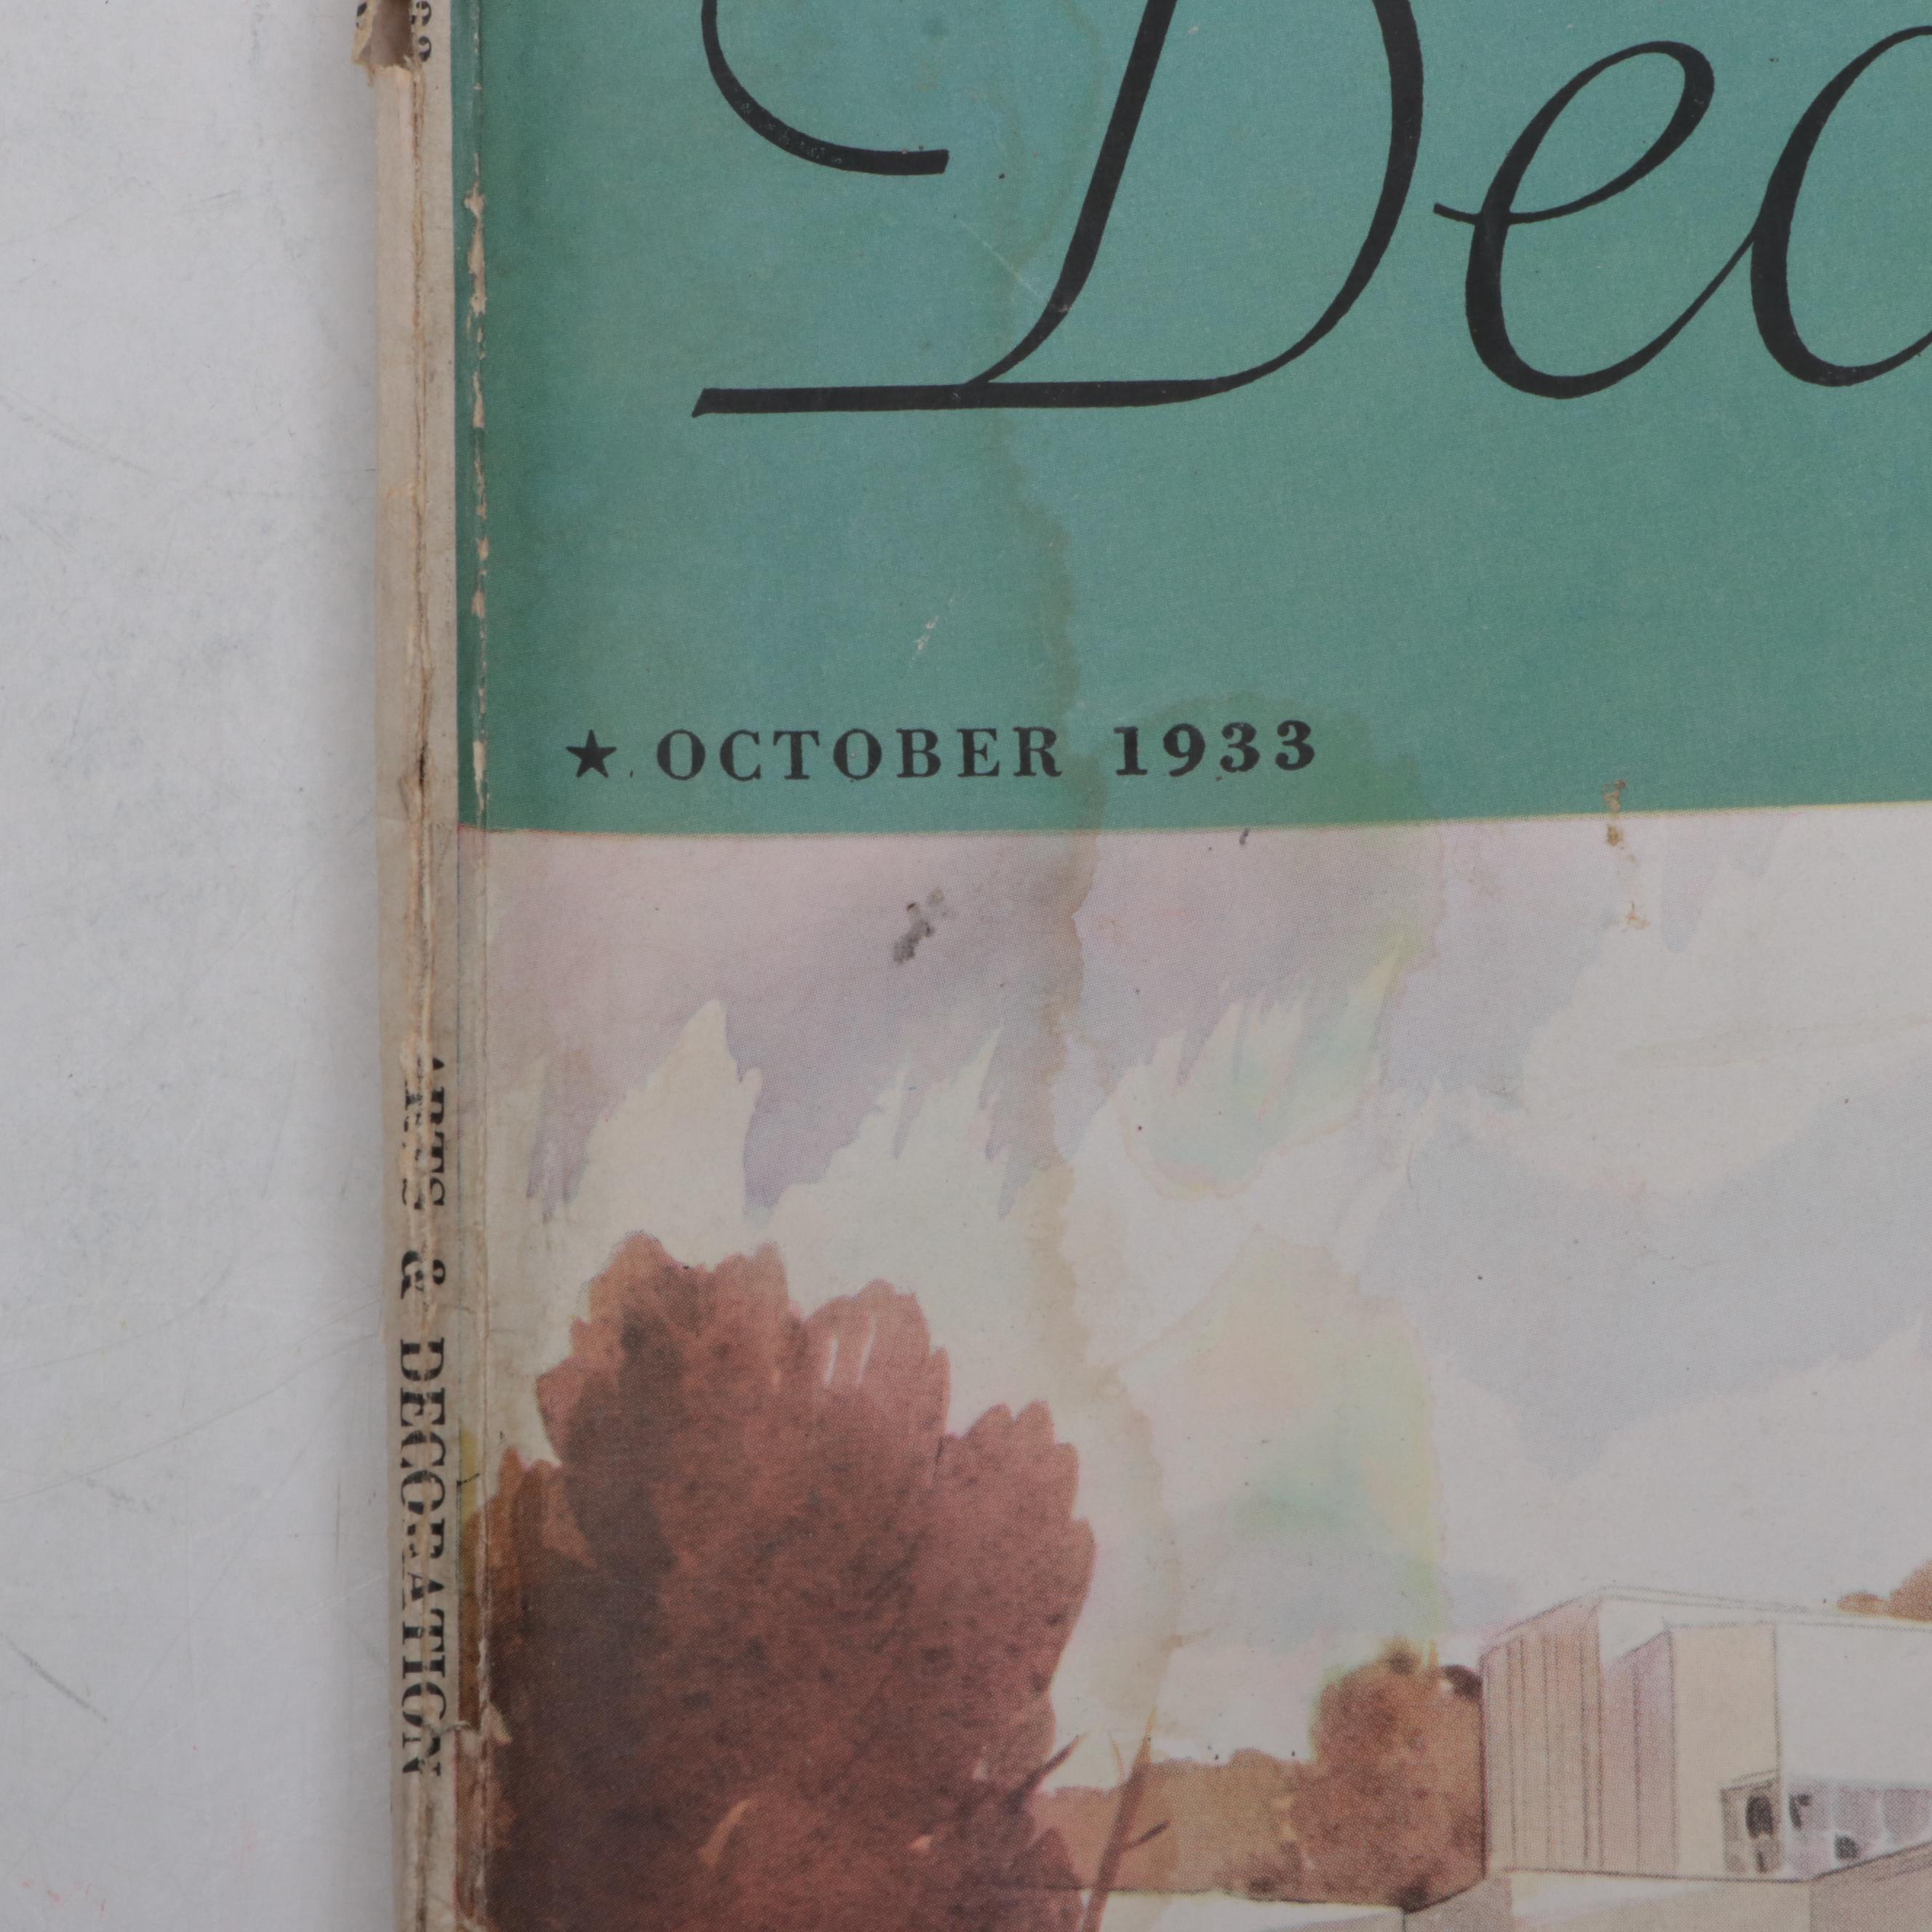 Dec
★ OCTOBER 1933
ARTS & DECORATION